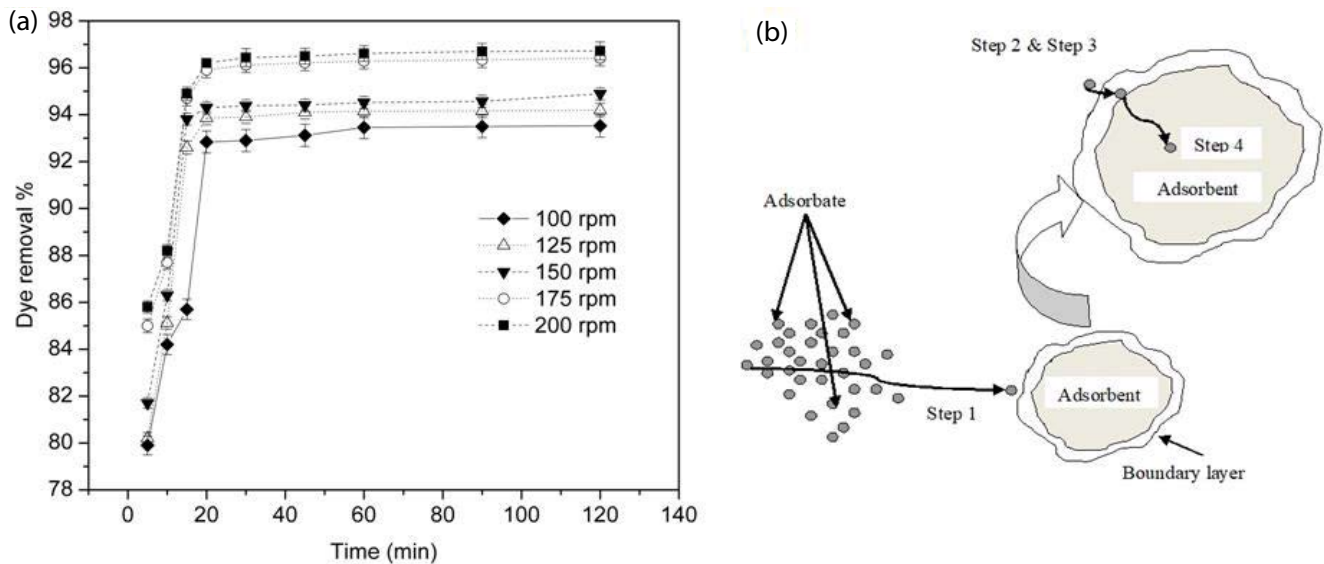 (a)
98
96
94
92
90
88
86
84
82
80
78
Dye removal %
100 rpm
125 rpm
150 rpm
175 rpm
200 rpm
0 20 40 60 80 100 120 140
Time (min)
(b)
Step 2 & Step 3
Step 4
Adsorbent
Adsorbate
Step 1
Adsorbent
Boundary layer